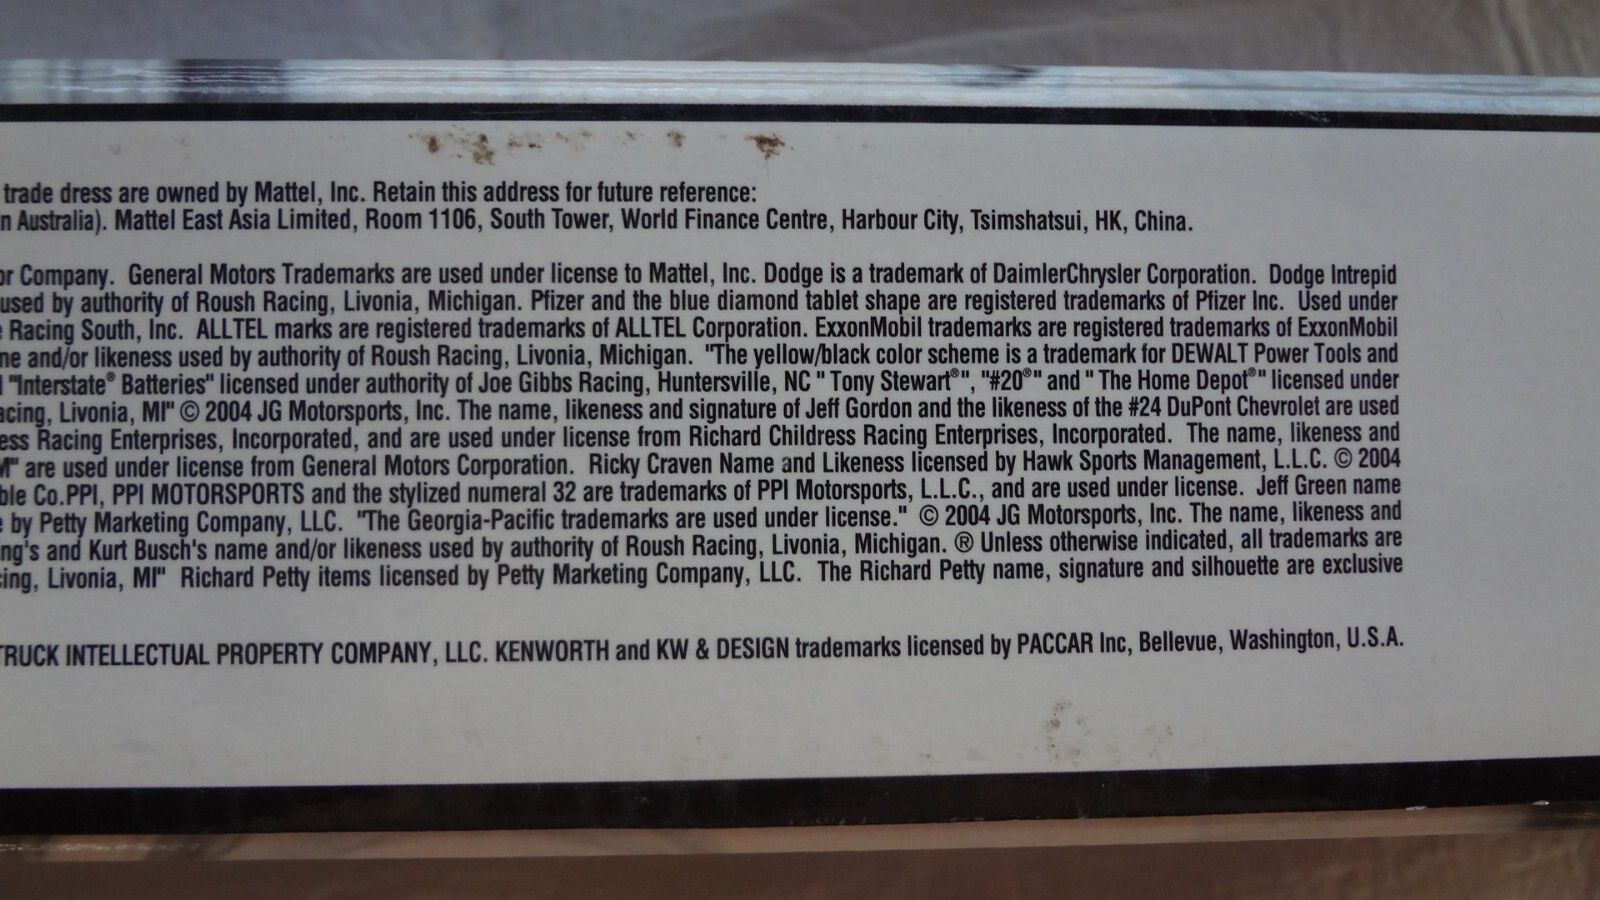 trade dress are owned by Mattel, Inc. Retain this address for future reference:
n Australia). Mattel East Asia Limited, Room 1106, South Tower, World Finance Centre, Harbour City, Tsimshatsui, HK, China.
or Company. General Motors Trademarks are used under license to Mattel, Inc. Dodge is a trademark of DaimlerChrysler Corporation. Dodge Intrepid
used by authority of Roush Racing, Livonia, Michigan. Pfizer and the blue diamond tablet shape are registered trademarks of Pfizer Inc. Used under
Racing South, Inc. ALLTEL marks are registered trademarks of ALLTEL Corporation. ExxonMobil trademarks are registered trademarks of ExxonMobil
ne and/or likeness used by authority of Roush Racing, Livonia, Michigan. "The yellow/black color scheme is a trademark for DEWALT Power Tools and
"Interstate® Batteries" licensed under authority of Joe Gibbs Racing, Huntersville, NC " Tony Stewart®", "#20®" and " The Home Depot®" licensed under
acing, Livonia, MI" © 2004 JG Motorsports, Inc. The name, likeness and signature of Jeff Gordon and the likeness of the #24 DuPont Chevrolet are used
ess Racing Enterprises, Incorporated, and are used under license from Richard Childress Racing Enterprises, Incorporated. The name, likeness and
M" are used under license from General Motors Corporation. Ricky Craven Name and Likeness licensed by Hawk Sports Management, L.L.C. © 2004
ble Co.PPI, PPI MOTORSPORTS and the stylized numeral 32 are trademarks of PPI Motorsports, L.L.C., and are used under license. Jeff Green name
e by Petty Marketing Company, LLC. "The Georgia-Pacific trademarks are used under license." © 2004 JG Motorsports, Inc. The name, likeness and
ng's and Kurt Busch's name and/or likeness used by authority of Roush Racing, Livonia, Michigan. ® Unless otherwise indicated, all trademarks are
cing, Livonia, MI" Richard Petty items licensed by Petty Marketing Company, LLC. The Richard Petty name, signature and silhouette are exclusive
TRUCK INTELLECTUAL PROPERTY COMPANY, LLC. KENWORTH and KW & DESIGN trademarks licensed by PACCAR Inc, Bellevue, Washington, U.S.A.